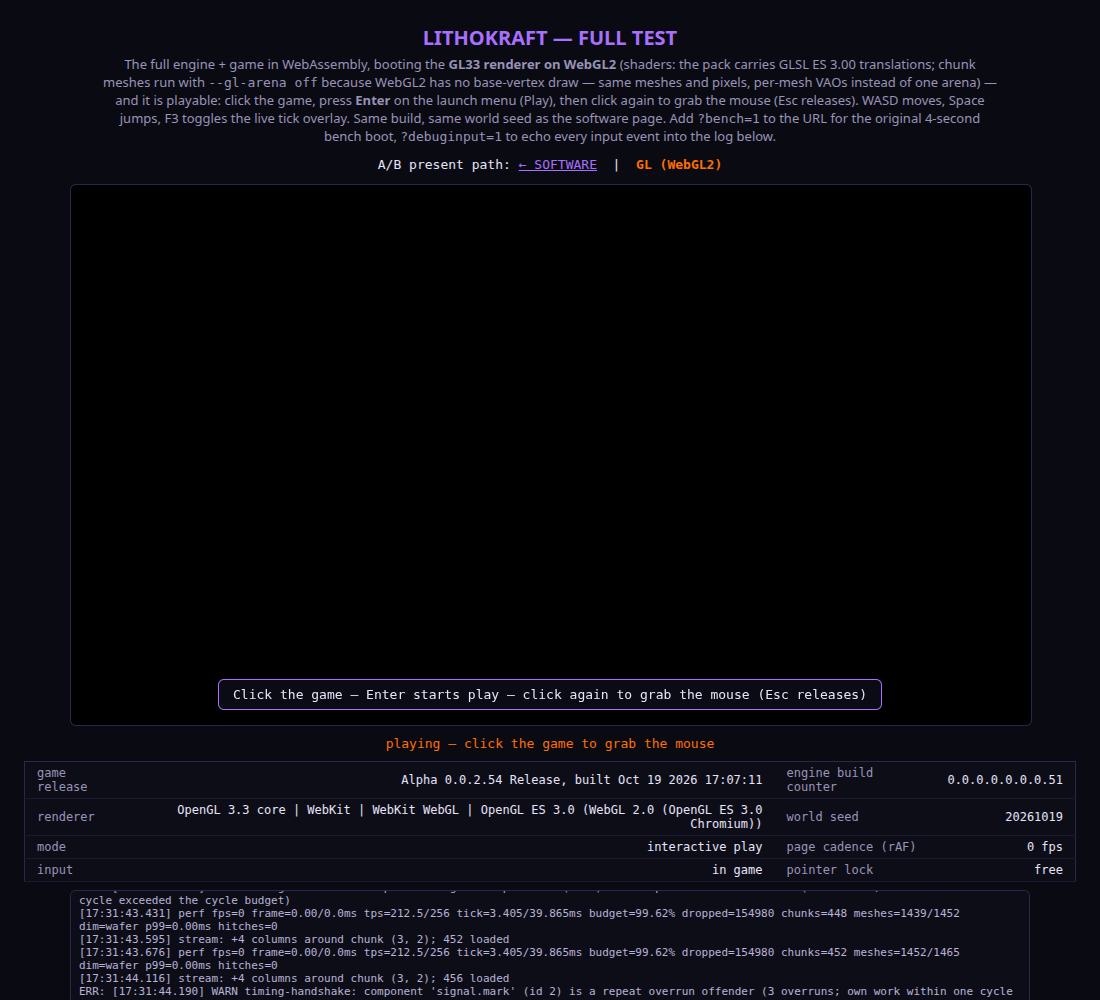 LITHOKRAFT — FULL TEST
The full engine + game in WebAssembly, booting the GL33 renderer on WebGL2 (shaders: the pack carries GLSL ES 3.00 translations; chunk
meshes run with --gl-arena off because WebGL2 has no base-vertex draw — same meshes and pixels, per-mesh VAOs instead of one arena) —
and it is playable: click the game, press Enter on the launch menu (Play), then click again to grab the mouse (Esc releases). WASD moves, Space
jumps, F3 toggles the live tick overlay. Same build, same world seed as the software page. Add ?bench=1 to the URL for the original 4-second
bench boot, ?debuginput=1 to echo every input event into the log below.
A/B present path: ← SOFTWARE | GL (WebGL2)
Click the game — Enter starts play — click again to grab the mouse (Esc releases)
playing — click the game to grab the mouse
game release Alpha 0.0.2.54 Release, built Oct 19 2026 17:07:11 engine build counter 0.0.0.0.0.0.0.51
renderer OpenGL 3.3 core | WebKit | WebKit WebGL | OpenGL ES 3.0 (WebGL 2.0 (OpenGL ES 3.0
Chromium)) world seed 20261019
mode interactive play page cadence (rAF) 0 fps
input in game pointer lock free
cycle exceeded the cycle budget)
[17:31:43.431] perf fps=0 frame=0.00/0.0ms tps=212.5/256 tick=3.405/39.865ms budget=99.62% dropped=154980 chunks=448 meshes=1439/1452
dim=wafer p99=0.00ms hitches=0
[17:31:43.595] stream: +4 columns around chunk (3, 2); 452 loaded
[17:31:43.676] perf fps=0 frame=0.00/0.0ms tps=212.5/256 tick=3.405/39.865ms budget=99.62% dropped=154980 chunks=452 meshes=1452/1465
dim=wafer p99=0.00ms hitches=0
[17:31:44.116] stream: +4 columns around chunk (3, 2); 456 loaded
ERR: [17:31:44.190] WARN timing-handshake: component 'signal.mark' (id 2) is a repeat overrun offender (3 overruns; own work within one cycle